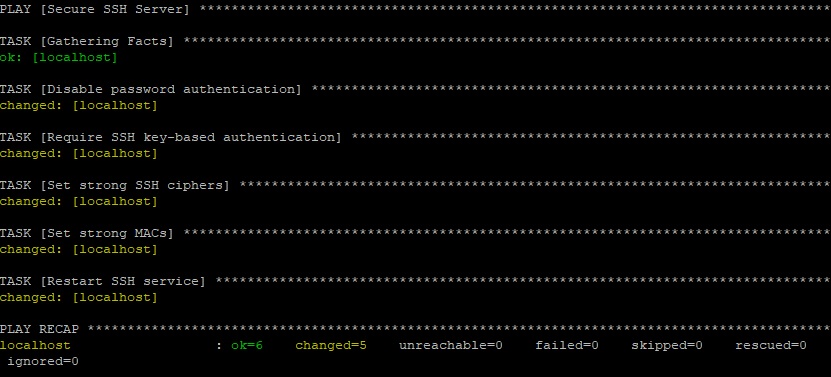 PLAY [Secure SSH Server] *******************************************************************************
TASK [Gathering Facts] *********************************************************************************
ok: [localhost]
TASK [Disable password authentication] *****************************************************************
changed: [localhost]
TASK [Require SSH key-based authentication] *************************************************************
changed: [localhost]
TASK [Set strong SSH ciphers] **************************************************************************
changed: [localhost]
TASK [Set strong MACs] *********************************************************************************
changed: [localhost]
TASK [Restart SSH service] *****************************************************************************
changed: [localhost]
PLAY RECAP *********************************************************************************************
localhost                  : ok=6    changed=5    unreachable=0    failed=0    skipped=0    rescued=0
 ignored=0